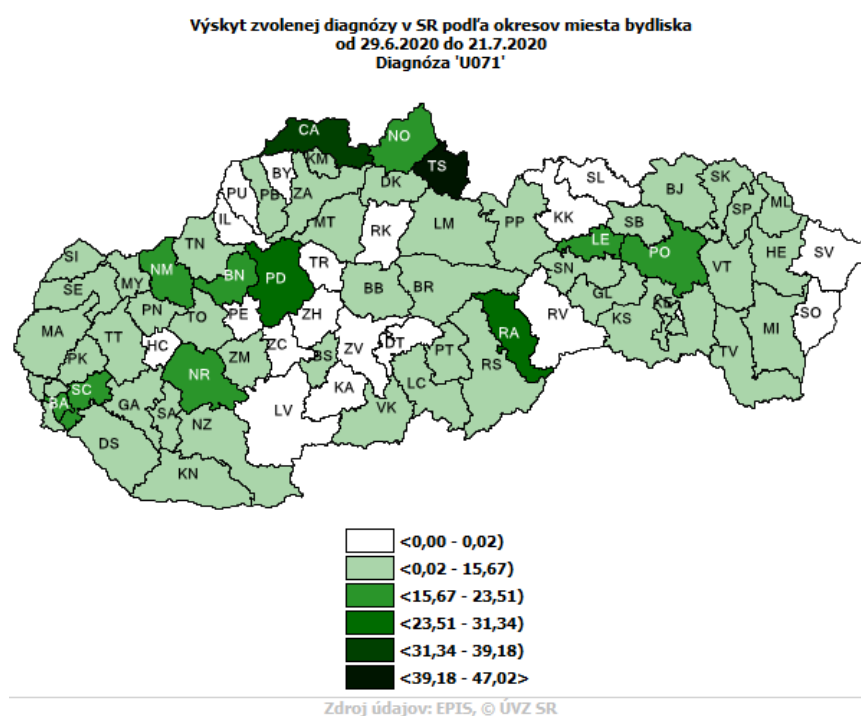 Výskyt zvolenej diagnózy v SR podľa okresov miesta bydliska
od 29.6.2020 do 21.7.2020
Diagnóza 'U071'
CA
NO
KM
TS
BY
PU
PB
ZA
DK
SL
BJ
SK
SP
ML
IL
MT
RK
LM
PP
KK
SB
TN
SI
NM
BN
PD
TR
LE
PO
VT
HE
SV
SE
MY
BB
BR
SN
GL
PN
TO
PE
ZH
RA
RV
KS
KE
SO
MA
TT
HC
ZC
ZV
DT
PT
RS
MI
TV
PK
NR
ZM
BS
KA
LC
SC
BA
GA
SA
NZ
LV
VK
DS
KN
<0,00 - 0,02)
<0,02 - 15,67)
<15,67 - 23,51)
<23,51 - 31,34)
<31,34 - 39,18)
<39,18 - 47,02>
Zdroj údajov: EPIS, © ÚVZ SR